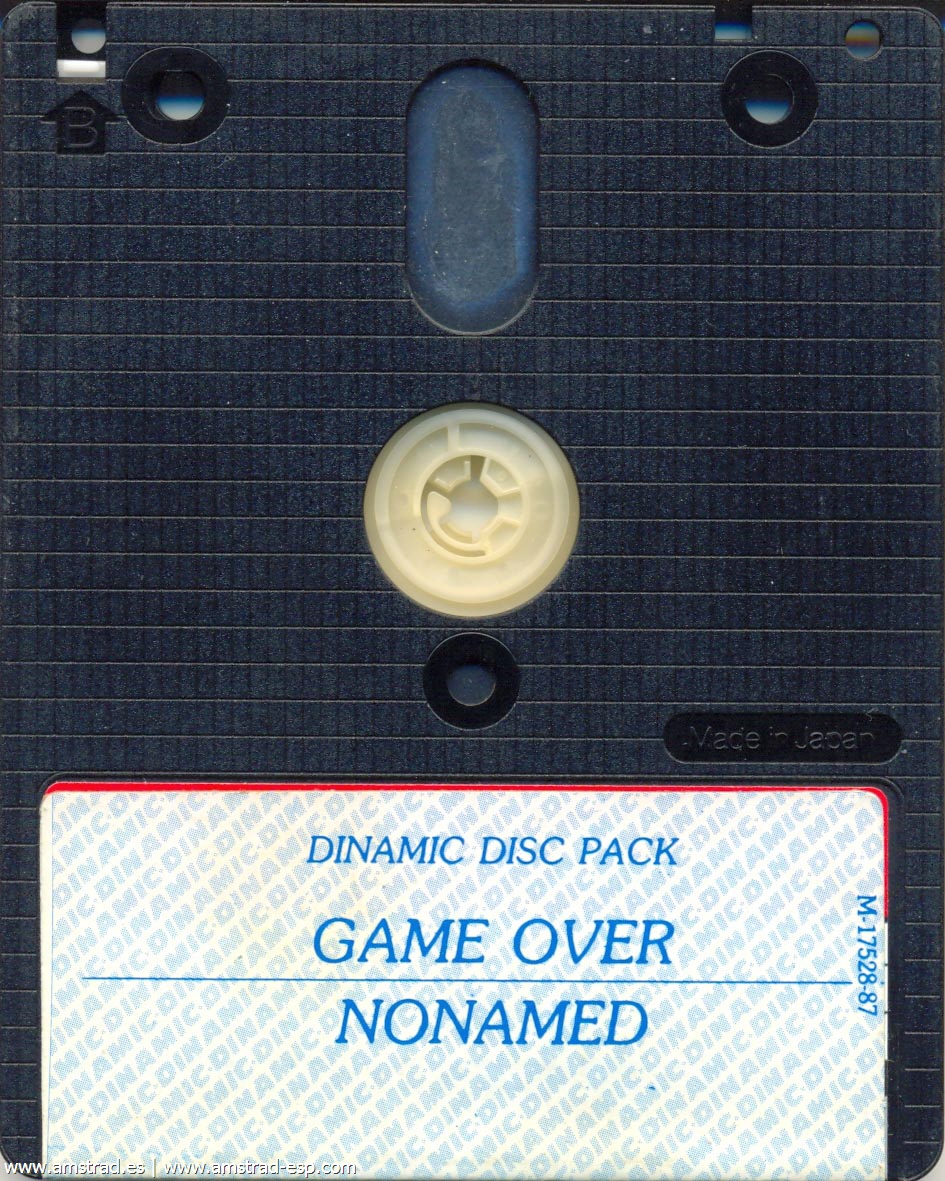 B
Made in Japan
DINAMIC DISC PACK
GAME OVER
NONAMED
M-17528-87
www.amstrad.es | www.amstrad-esp.com